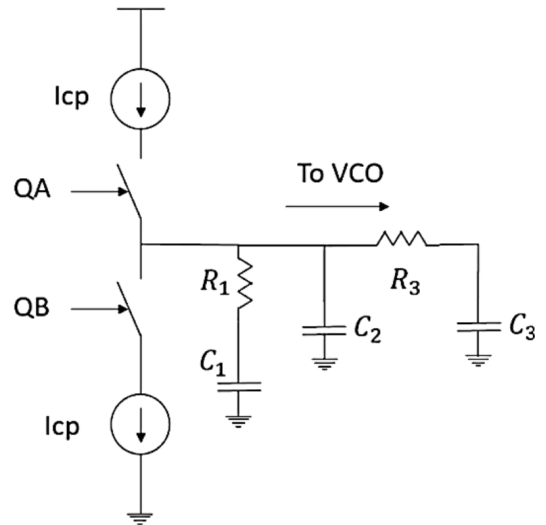 Icp
QA
To VCO
QB
R₁
R₃
C₂
C₃
C₁
Icp